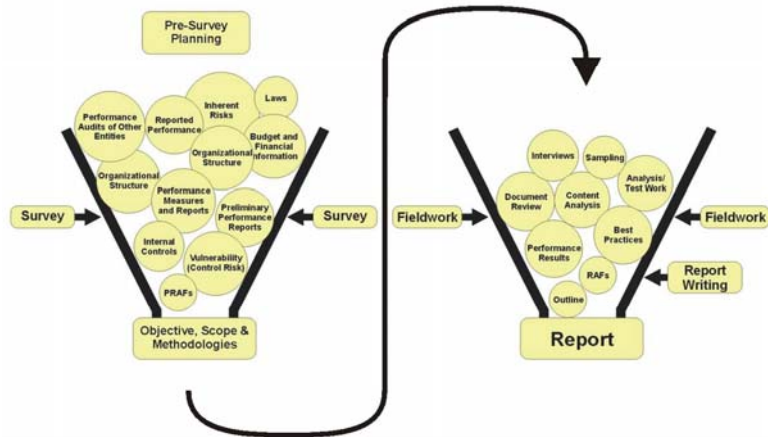 Pre-Survey
Planning
Performance
Audits of Other
Entities
Reported
Performance
Inherent
Risks
Laws
Organizational
Structure
Budget and
Financial
Information
Organizational
Structure
Performance
Measures
and Reports
Preliminary
Performance
Reports
Survey
Survey
Internal
Controls
Vulnerability
(Control Risk)
PRAFs
Objective, Scope &
Methodologies
Interviews
Sampling
Analysis/
Test Work
Document
Review
Content
Analysis
Fieldwork
Fieldwork
Best
Practices
Performance
Results
RAFs
Report
Writing
Outline
Report